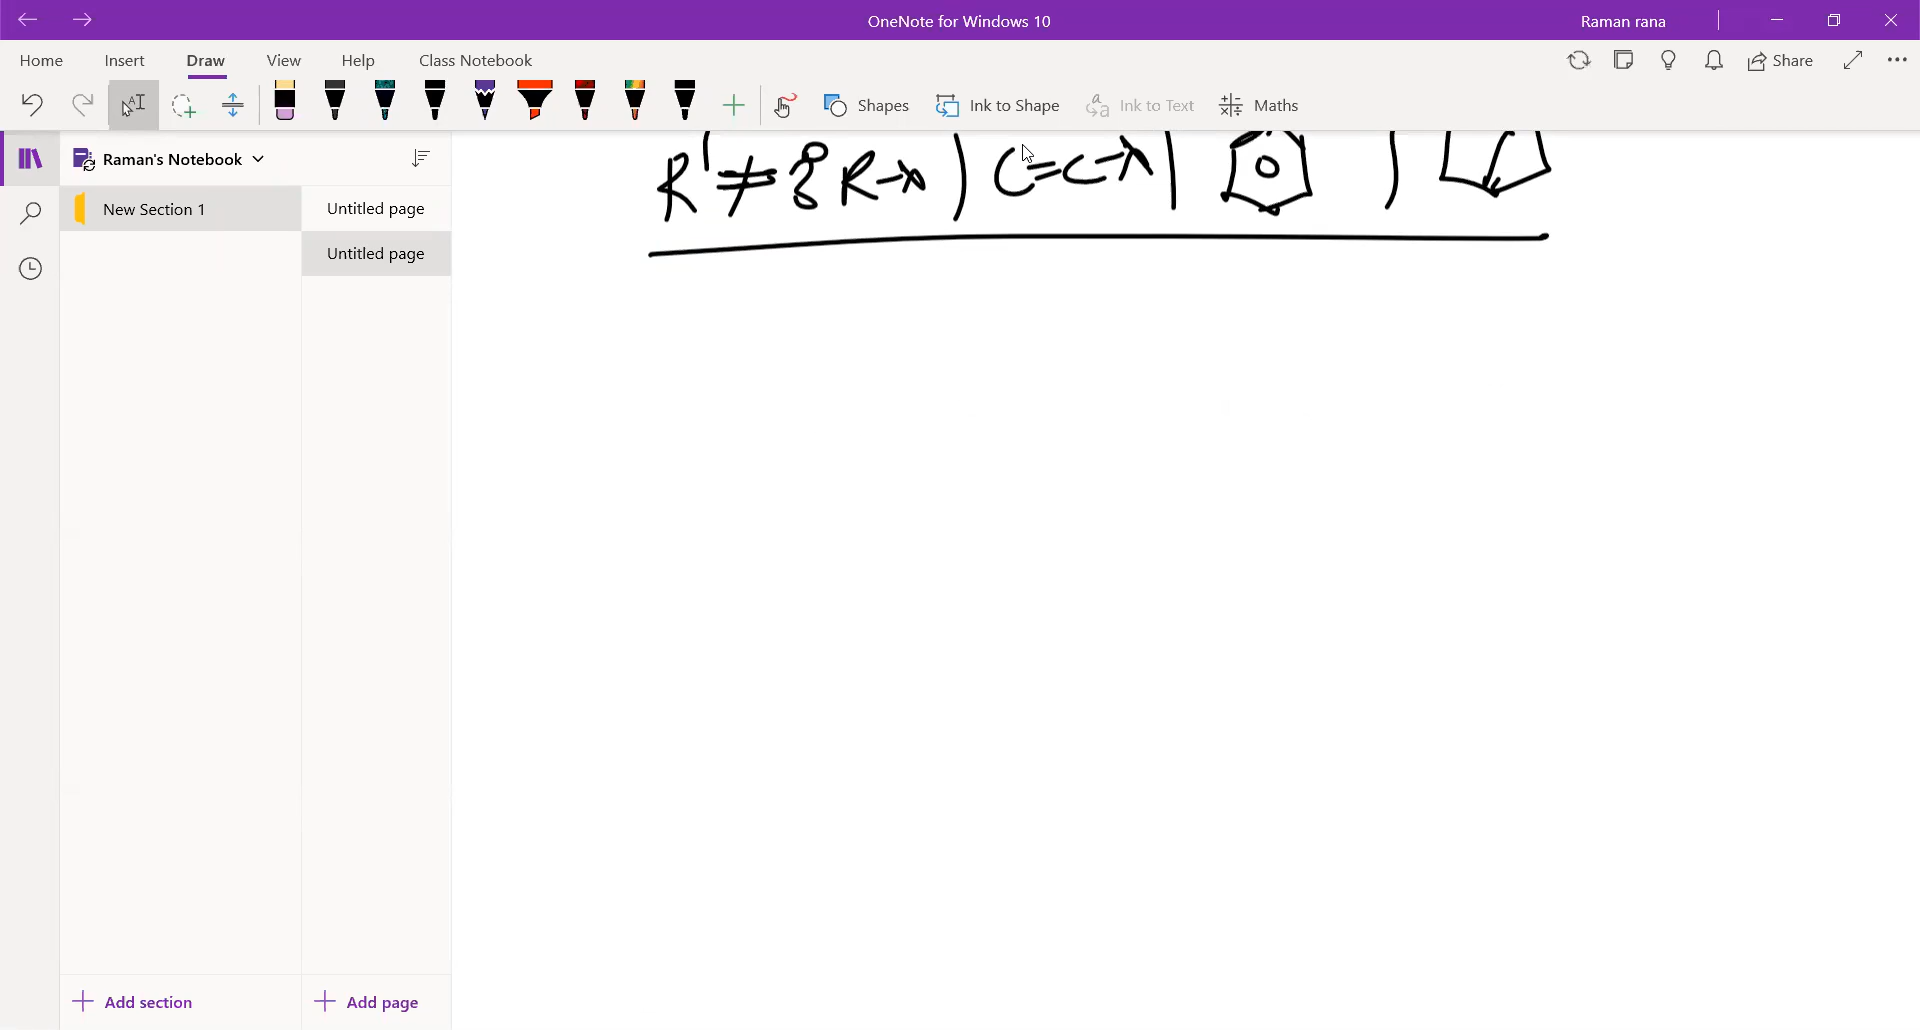 OneNote for Windows 10
Raman rana
Home Insert Draw View Help Class Notebook
Share
Shapes Ink to Shape Ink to Text Maths
Raman's Notebook
New Section 1
Untitled page
Untitled page
R' ≠ R-x | C=C-x |
Add section
Add page